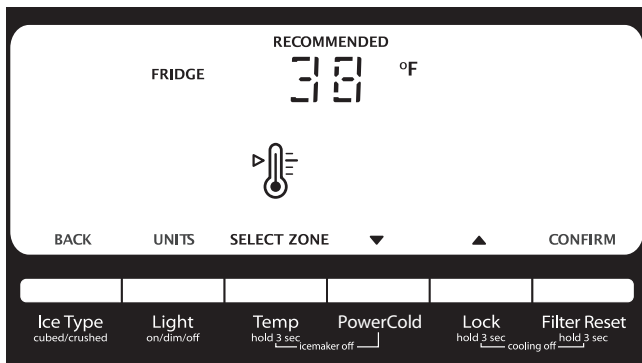 RECOMMENDED
FRIDGE 38 °F
BACK UNITS SELECT ZONE ▼ ▲ CONFIRM
Ice Type Light Temp PowerCold Lock Filter Reset
cubed/crushed on/dim/off hold 3 sec hold 3 sec hold 3 sec
icemaker off cooling off